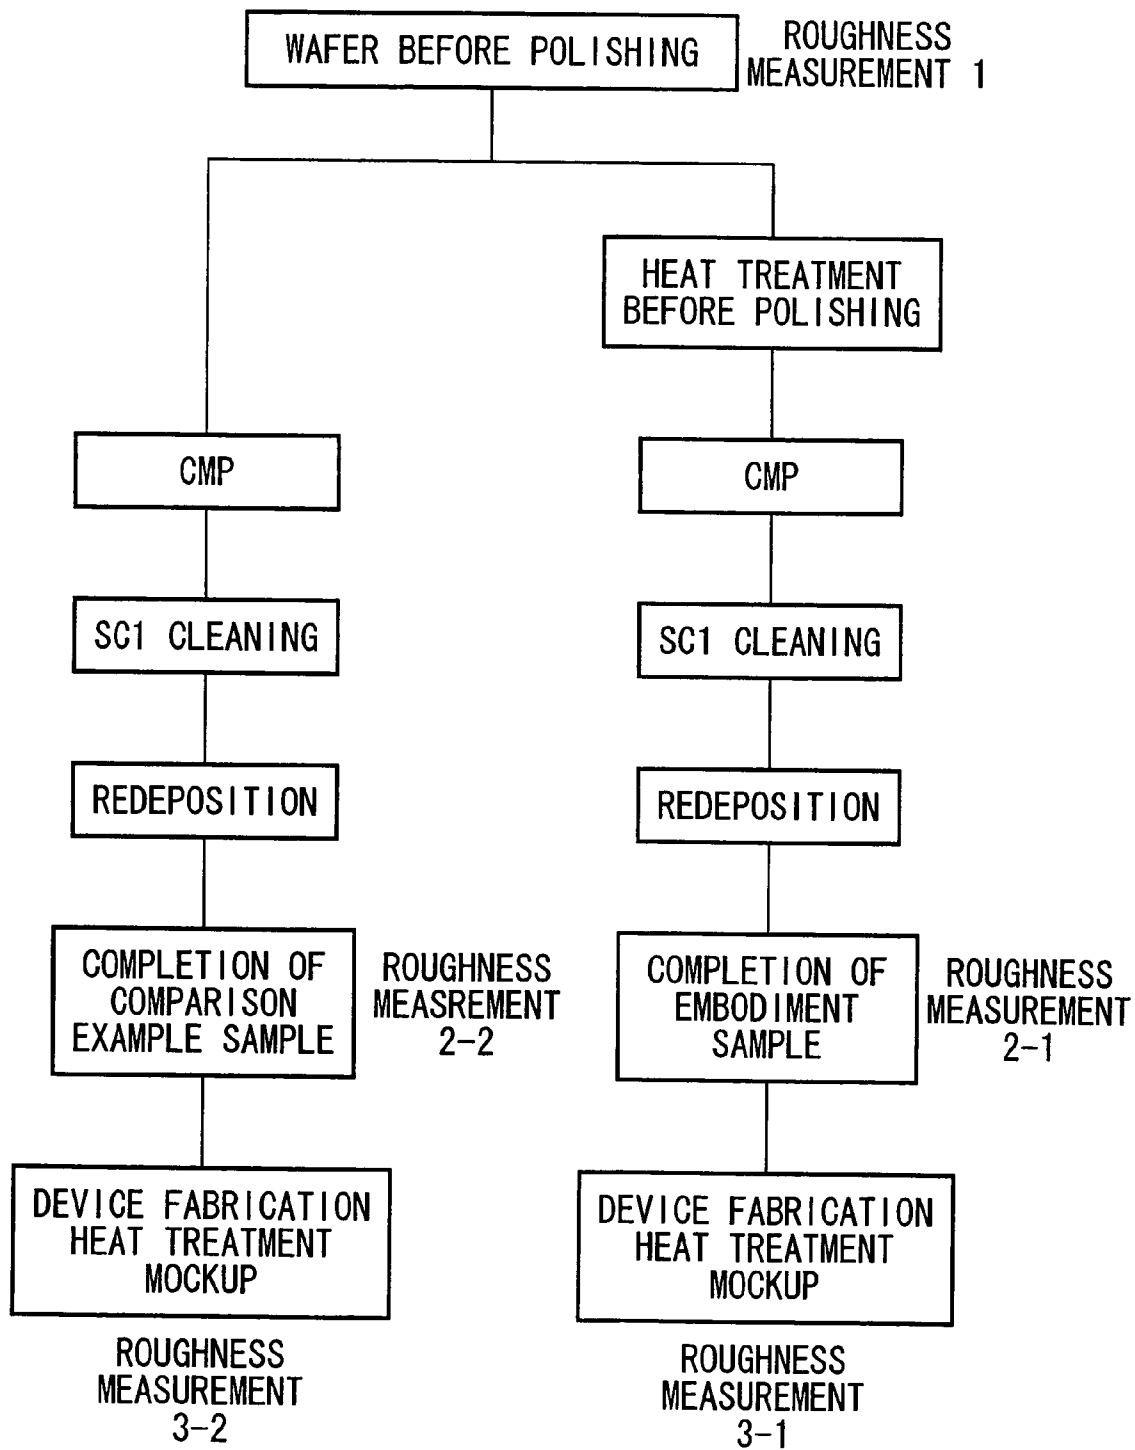 WAFER BEFORE POLISHING
ROUGHNESS
MEASUREMENT 1
HEAT TREATMENT
BEFORE POLISHING
CMP
CMP
SC1 CLEANING
SC1 CLEANING
REDEPOSITION
REDEPOSITION
COMPLETION OF
COMPARISON
EXAMPLE SAMPLE
ROUGHNESS
MEASREMENT
2-2
COMPLETION OF
EMBODIMENT
SAMPLE
ROUGHNESS
MEASUREMENT
2-1
DEVICE FABRICATION
HEAT TREATMENT
MOCKUP
DEVICE FABRICATION
HEAT TREATMENT
MOCKUP
ROUGHNESS
MEASUREMENT
3-2
ROUGHNESS
MEASUREMENT
3-1